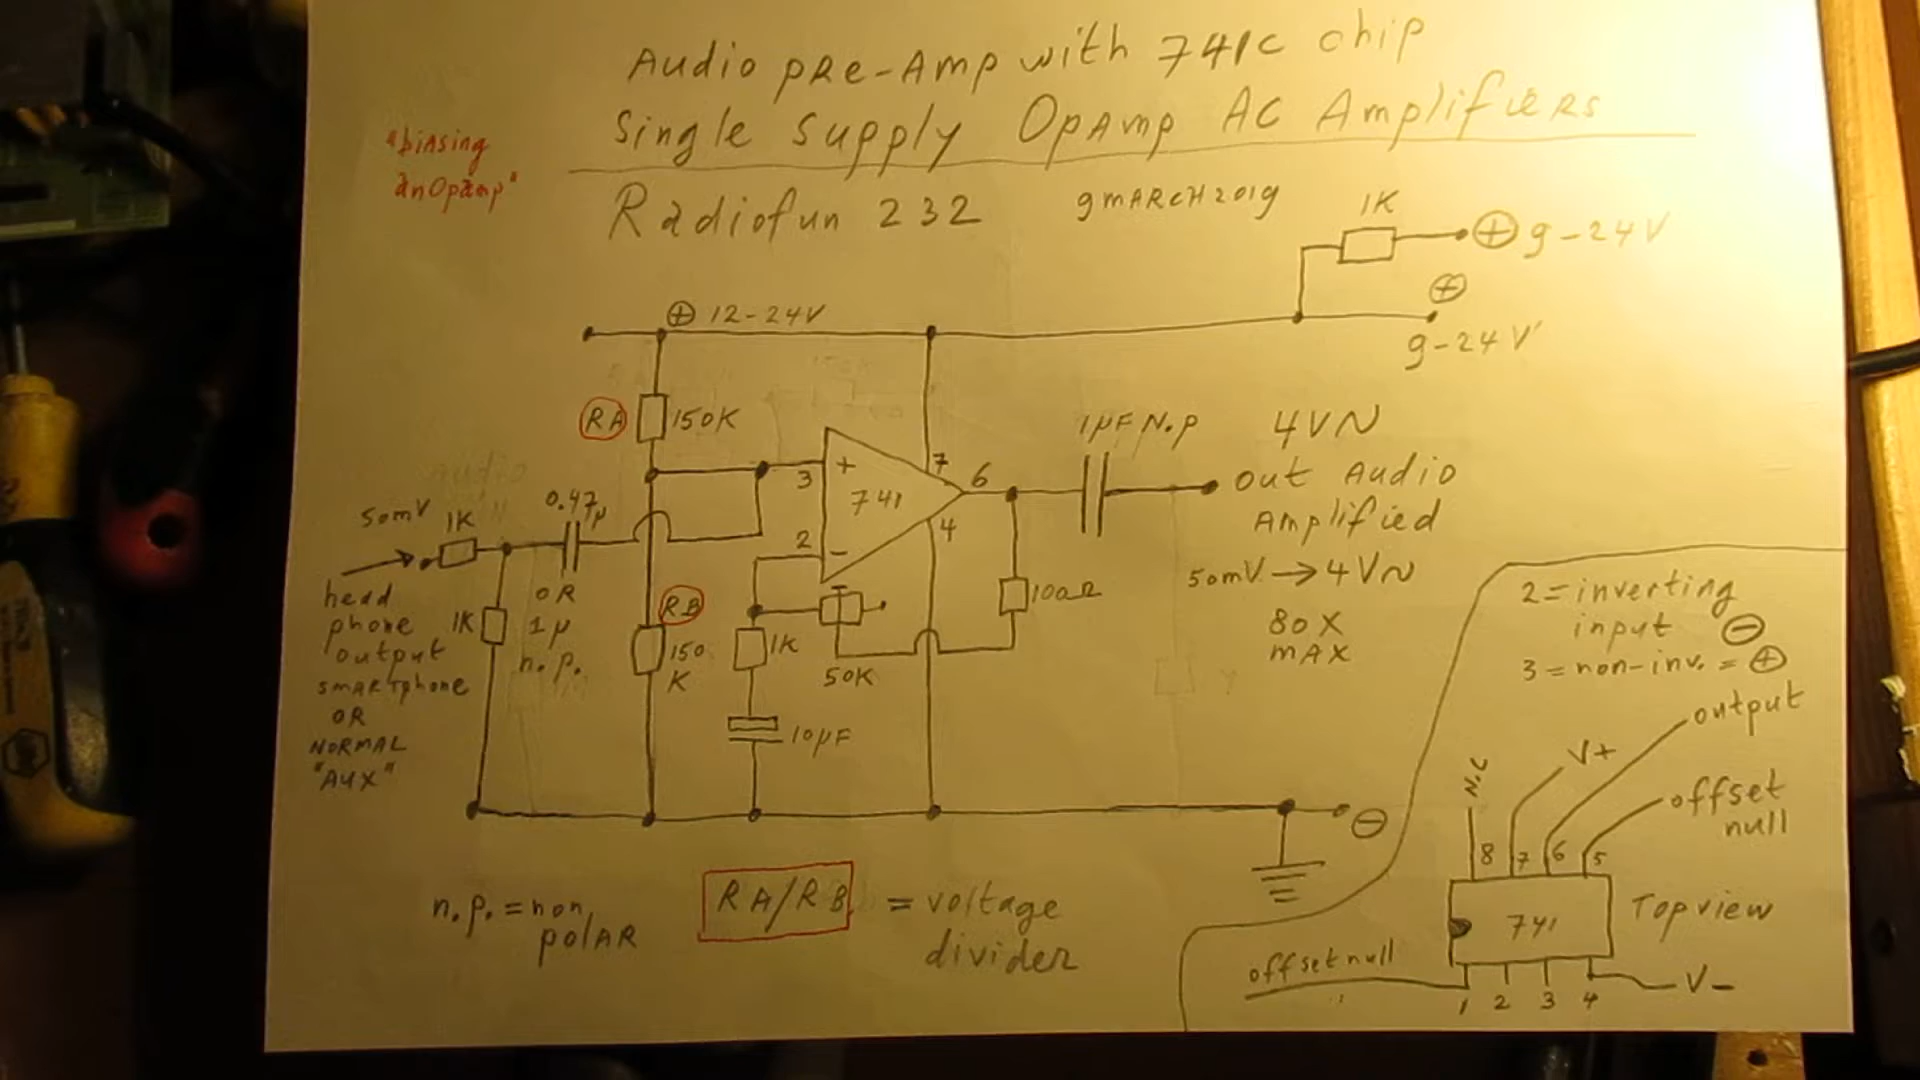 Audio pRe-Amp with 741C chip
Single supply OpAmp AC AmplifieRs
"biAsing
an Opamp"
Radiofun 232
9 mARCH 2019
1K
⊕ 9-24V
⊕
9-24V
⊕ 12-24V
RA
150K
1µF N.p
4V~
out Audio
Amplified
50mV → 4V~
80X
mAX
+
3
741
7
6
4
2
-
50mV
1K
0.47µ
OR
1µ
n.p.
head
phone
output
smARTphone
OR
NORMAL
"AUX"
1K
RB
150
K
1K
50K
100Ω
10µF
⊖
2 = inverting
input ⊖
3 = non-inv. = ⊕
output
V+
N.C
offset
null
8
7
6
5
741
Topview
offset null
1
2
3
4
V-
n.p. = non
polAR
RA/RB = voltage
divider